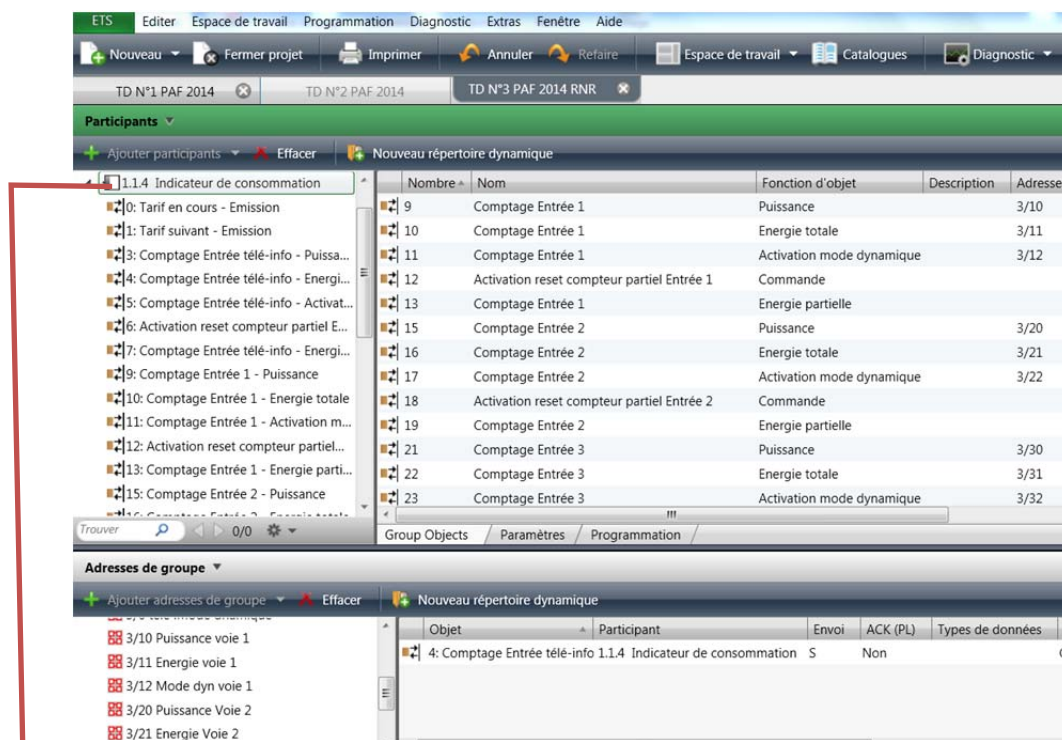 ETS Editer Espace de travail Programmation Diagnostic Extras Fenêtre Aide
Nouveau Fermer projet Imprimer Annuler Refaire Espace de travail Catalogues Diagnostic
TD N°1 PAF 2014 TD N°2 PAF 2014 TD N°3 PAF 2014 RNR
Participants
Ajouter participants Effacer Nouveau répertoire dynamique
1.1.4 Indicateur de consommation
0: Tarif en cours - Emission
1: Tarif suivant - Emission
3: Comptage Entrée télé-info - Puissa...
4: Comptage Entrée télé-info - Energi...
5: Comptage Entrée télé-info - Activat...
6: Activation reset compteur partiel E...
7: Comptage Entrée télé-info - Energi...
9: Comptage Entrée 1 - Puissance
10: Comptage Entrée 1 - Energie totale
11: Comptage Entrée 1 - Activation m...
12: Activation reset compteur partiel...
13: Comptage Entrée 1 - Energie parti...
15: Comptage Entrée 2 - Puissance
Trouver 0/0
Nombre Nom Fonction d'objet Description Adresse
9 Comptage Entrée 1 Puissance 3/10
10 Comptage Entrée 1 Energie totale 3/11
11 Comptage Entrée 1 Activation mode dynamique 3/12
12 Activation reset compteur partiel Entrée 1 Commande
13 Comptage Entrée 1 Energie partielle
15 Comptage Entrée 2 Puissance 3/20
16 Comptage Entrée 2 Energie totale 3/21
17 Comptage Entrée 2 Activation mode dynamique 3/22
18 Activation reset compteur partiel Entrée 2 Commande
19 Comptage Entrée 2 Energie partielle
21 Comptage Entrée 3 Puissance 3/30
22 Comptage Entrée 3 Energie totale 3/31
23 Comptage Entrée 3 Activation mode dynamique 3/32
Group Objects Paramètres Programmation
Adresses de groupe
Ajouter adresses de groupe Effacer Nouveau répertoire dynamique
3/10 Puissance voie 1
3/11 Energie voie 1
3/12 Mode dyn voie 1
3/20 Puissance Voie 2
3/21 Energie Voie 2
Objet Participant Envoi ACK (PL) Types de données
4: Comptage Entrée télé-info 1.1.4 Indicateur de consommation S Non